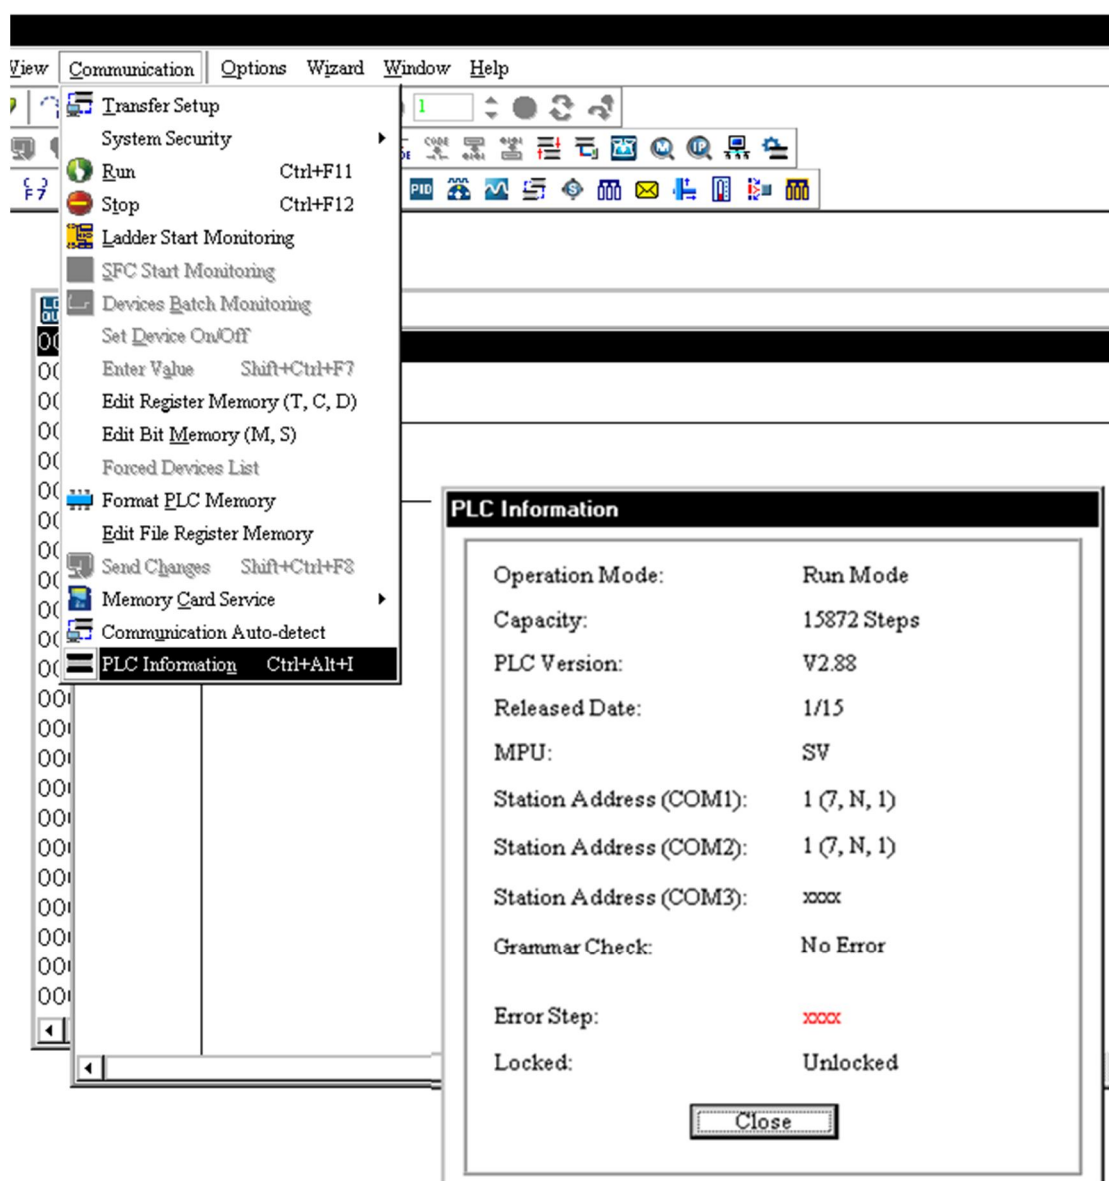 View Communication Options Wizard Window Help
1
Transfer Setup
System Security
Run Ctrl+F11
Stop Ctrl+F12
Ladder Start Monitoring
SFC Start Monitoring
Devices Batch Monitoring
Set Device On/Off
Enter Value Shift+Ctrl+F7
Edit Register Memory (T, C, D)
Edit Bit Memory (M, S)
Forced Devices List
Format PLC Memory
Edit File Register Memory
Send Changes Shift+Ctrl+F8
Memory Card Service
Communication Auto-detect
PLC Information Ctrl+Alt+I
CODE
PID
F7
PLC Information
Operation Mode: Run Mode
Capacity: 15872 Steps
PLC Version: V2.88
Released Date: 1/15
MPU: SV
Station Address (COM1): 1 (7, N, 1)
Station Address (COM2): 1 (7, N, 1)
Station Address (COM3): xxxx
Grammar Check: No Error
Error Step: xxxx
Locked: Unlocked
Close